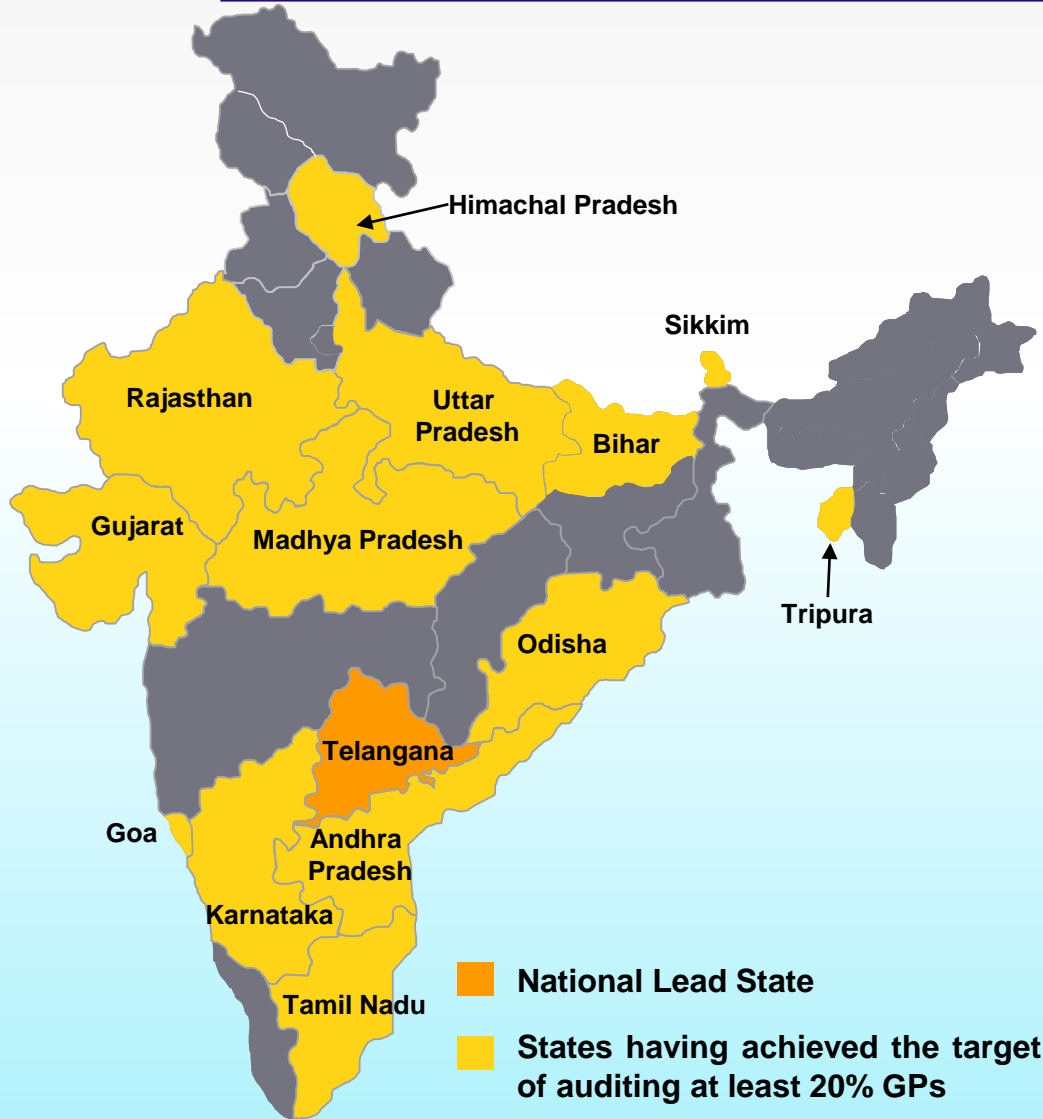 Himachal Pradesh
Sikkim
Rajasthan
Uttar
Pradesh
Bihar
Gujarat
Madhya Pradesh
Tripura
Odisha
Telangana
Goa
Andhra
Pradesh
Karnataka
Tamil Nadu
National Lead State
States having achieved the target
of auditing at least 20% GPs